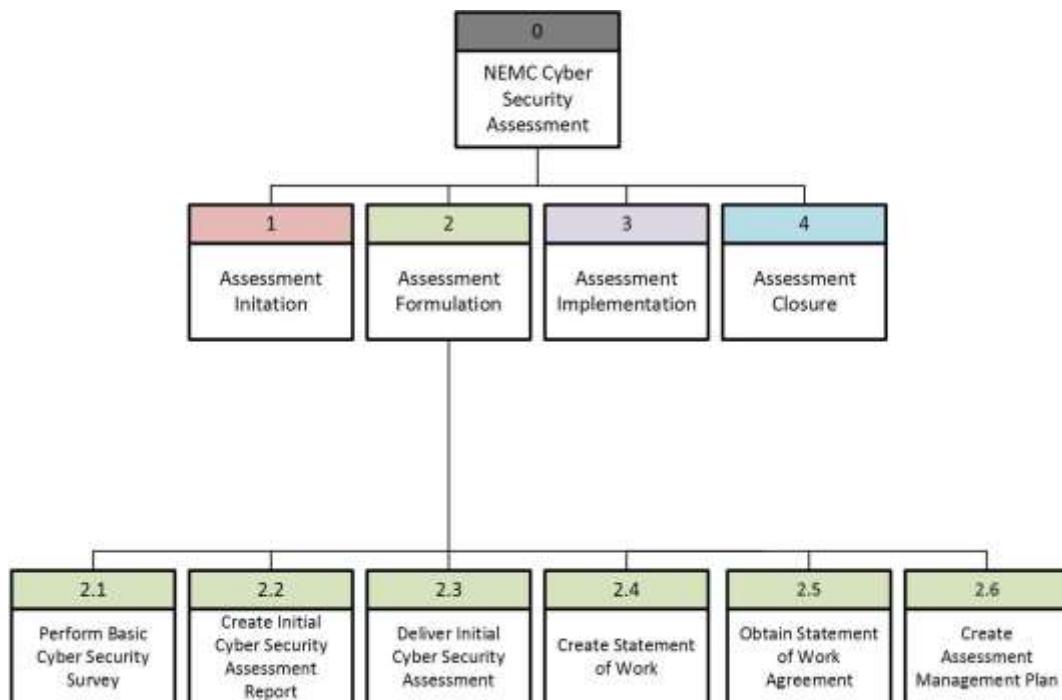 0
NEMC Cyber
Security
Assessment
1
Assessment
Initation
2
Assessment
Formulation
3
Assessment
Implementation
4
Assessment
Closure
2.1
Perform Basic
Cyber Security
Survey
2.2
Create Initial
Cyber Security
Assessment
Report
2.3
Deliver Initial
Cyber Security
Assessment
2.4
Create Statement
of Work
2.5
Obtain Statement
of Work
Agreement
2.6
Create
Assessment
Management Plan